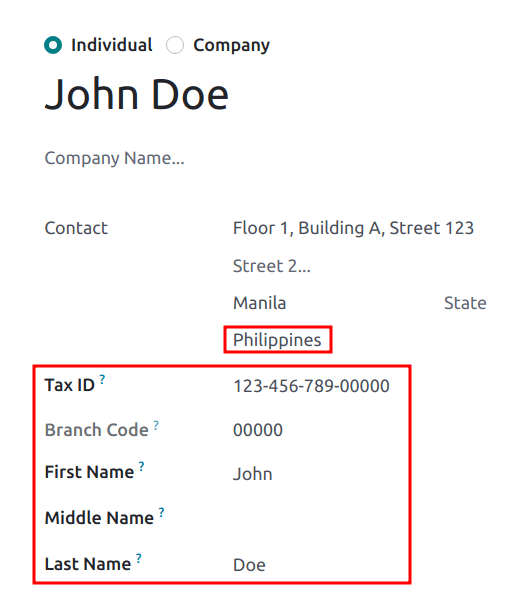 Individual Company
John Doe
Company Name...
Contact Floor 1, Building A, Street 123
Street 2...
Manila State
Philippines
Tax ID ? 123-456-789-00000
Branch Code ? 00000
First Name ? John
Middle Name ?
Last Name ? Doe